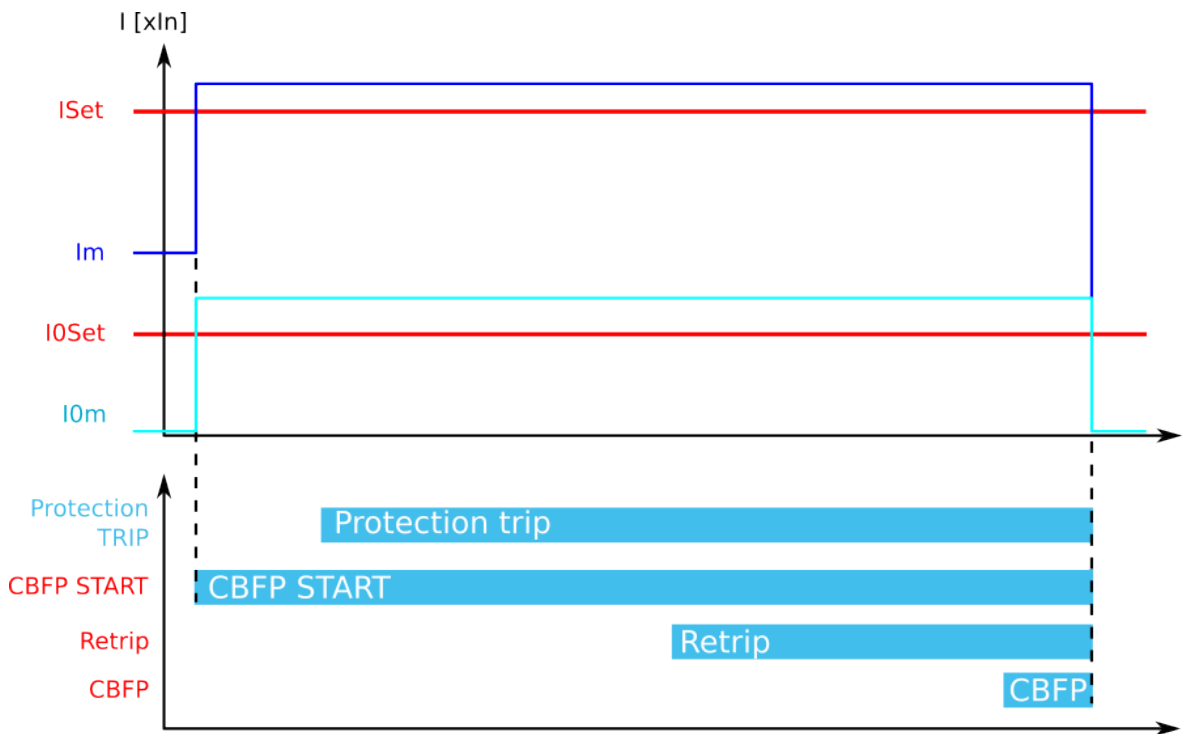 I [xIn]
ISet
Im
I0Set
I0m
Protection
TRIP
Protection trip
CBFP START
CBFP START
Retrip
Retrip
CBFP
CBFP